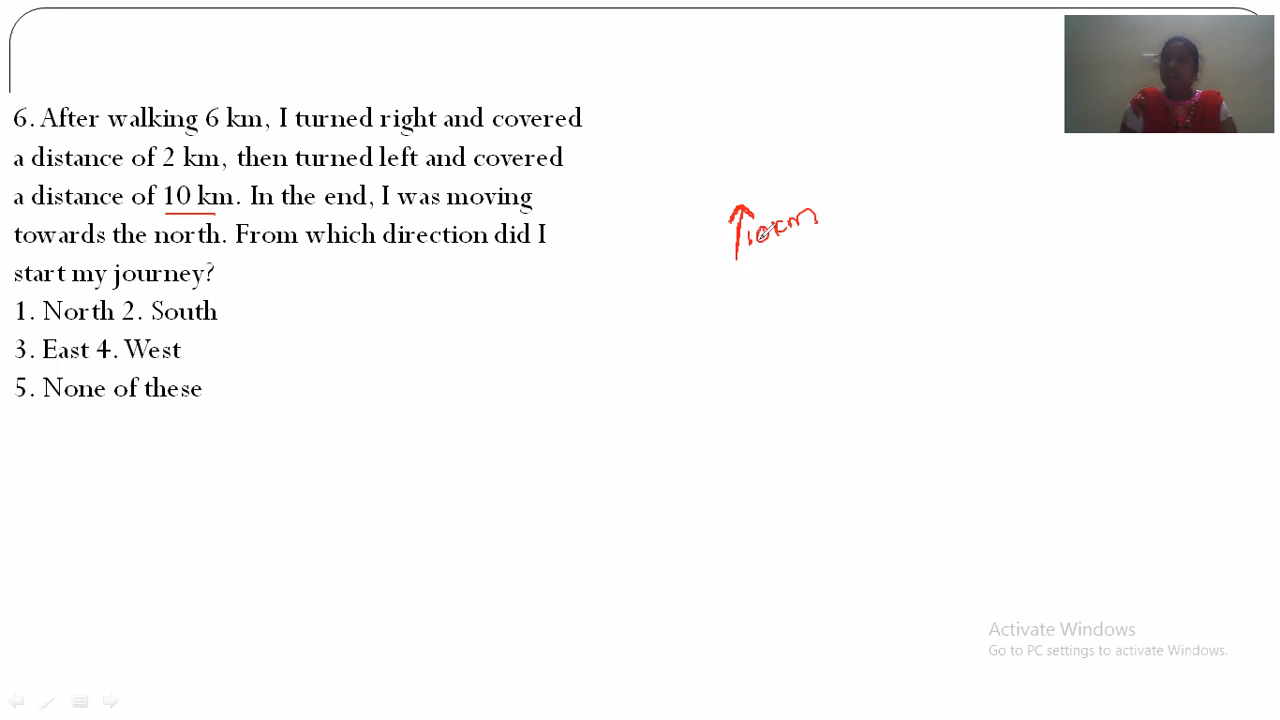 6. After walking 6 km, I turned right and covered
a distance of 2 km, then turned left and covered
a distance of 10 km. In the end, I was moving
towards the north. From which direction did I
start my journey?
1. North 2. South
3. East 4. West
5. None of these
10km
Activate Windows
Go to PC settings to activate Windows.